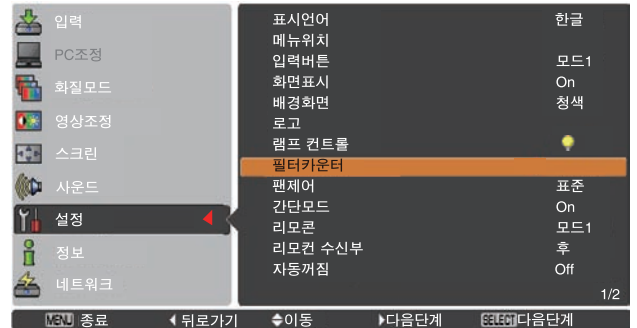 입력
PC조정
화질모드
영상조정
스크린
사운드
설정
정보
네트워크
표시언어 한글
메뉴위치
입력버튼 모드1
화면표시 On
배경화면 청색
로고
램프 컨트롤
필터카운터
팬제어 표준
간단모드 On
리모콘 모드1
리모컨 수신부 후
자동꺼짐 Off
1/2
MENU 종료 뒤로가기 이동 다음단계 SELECT 다음단계